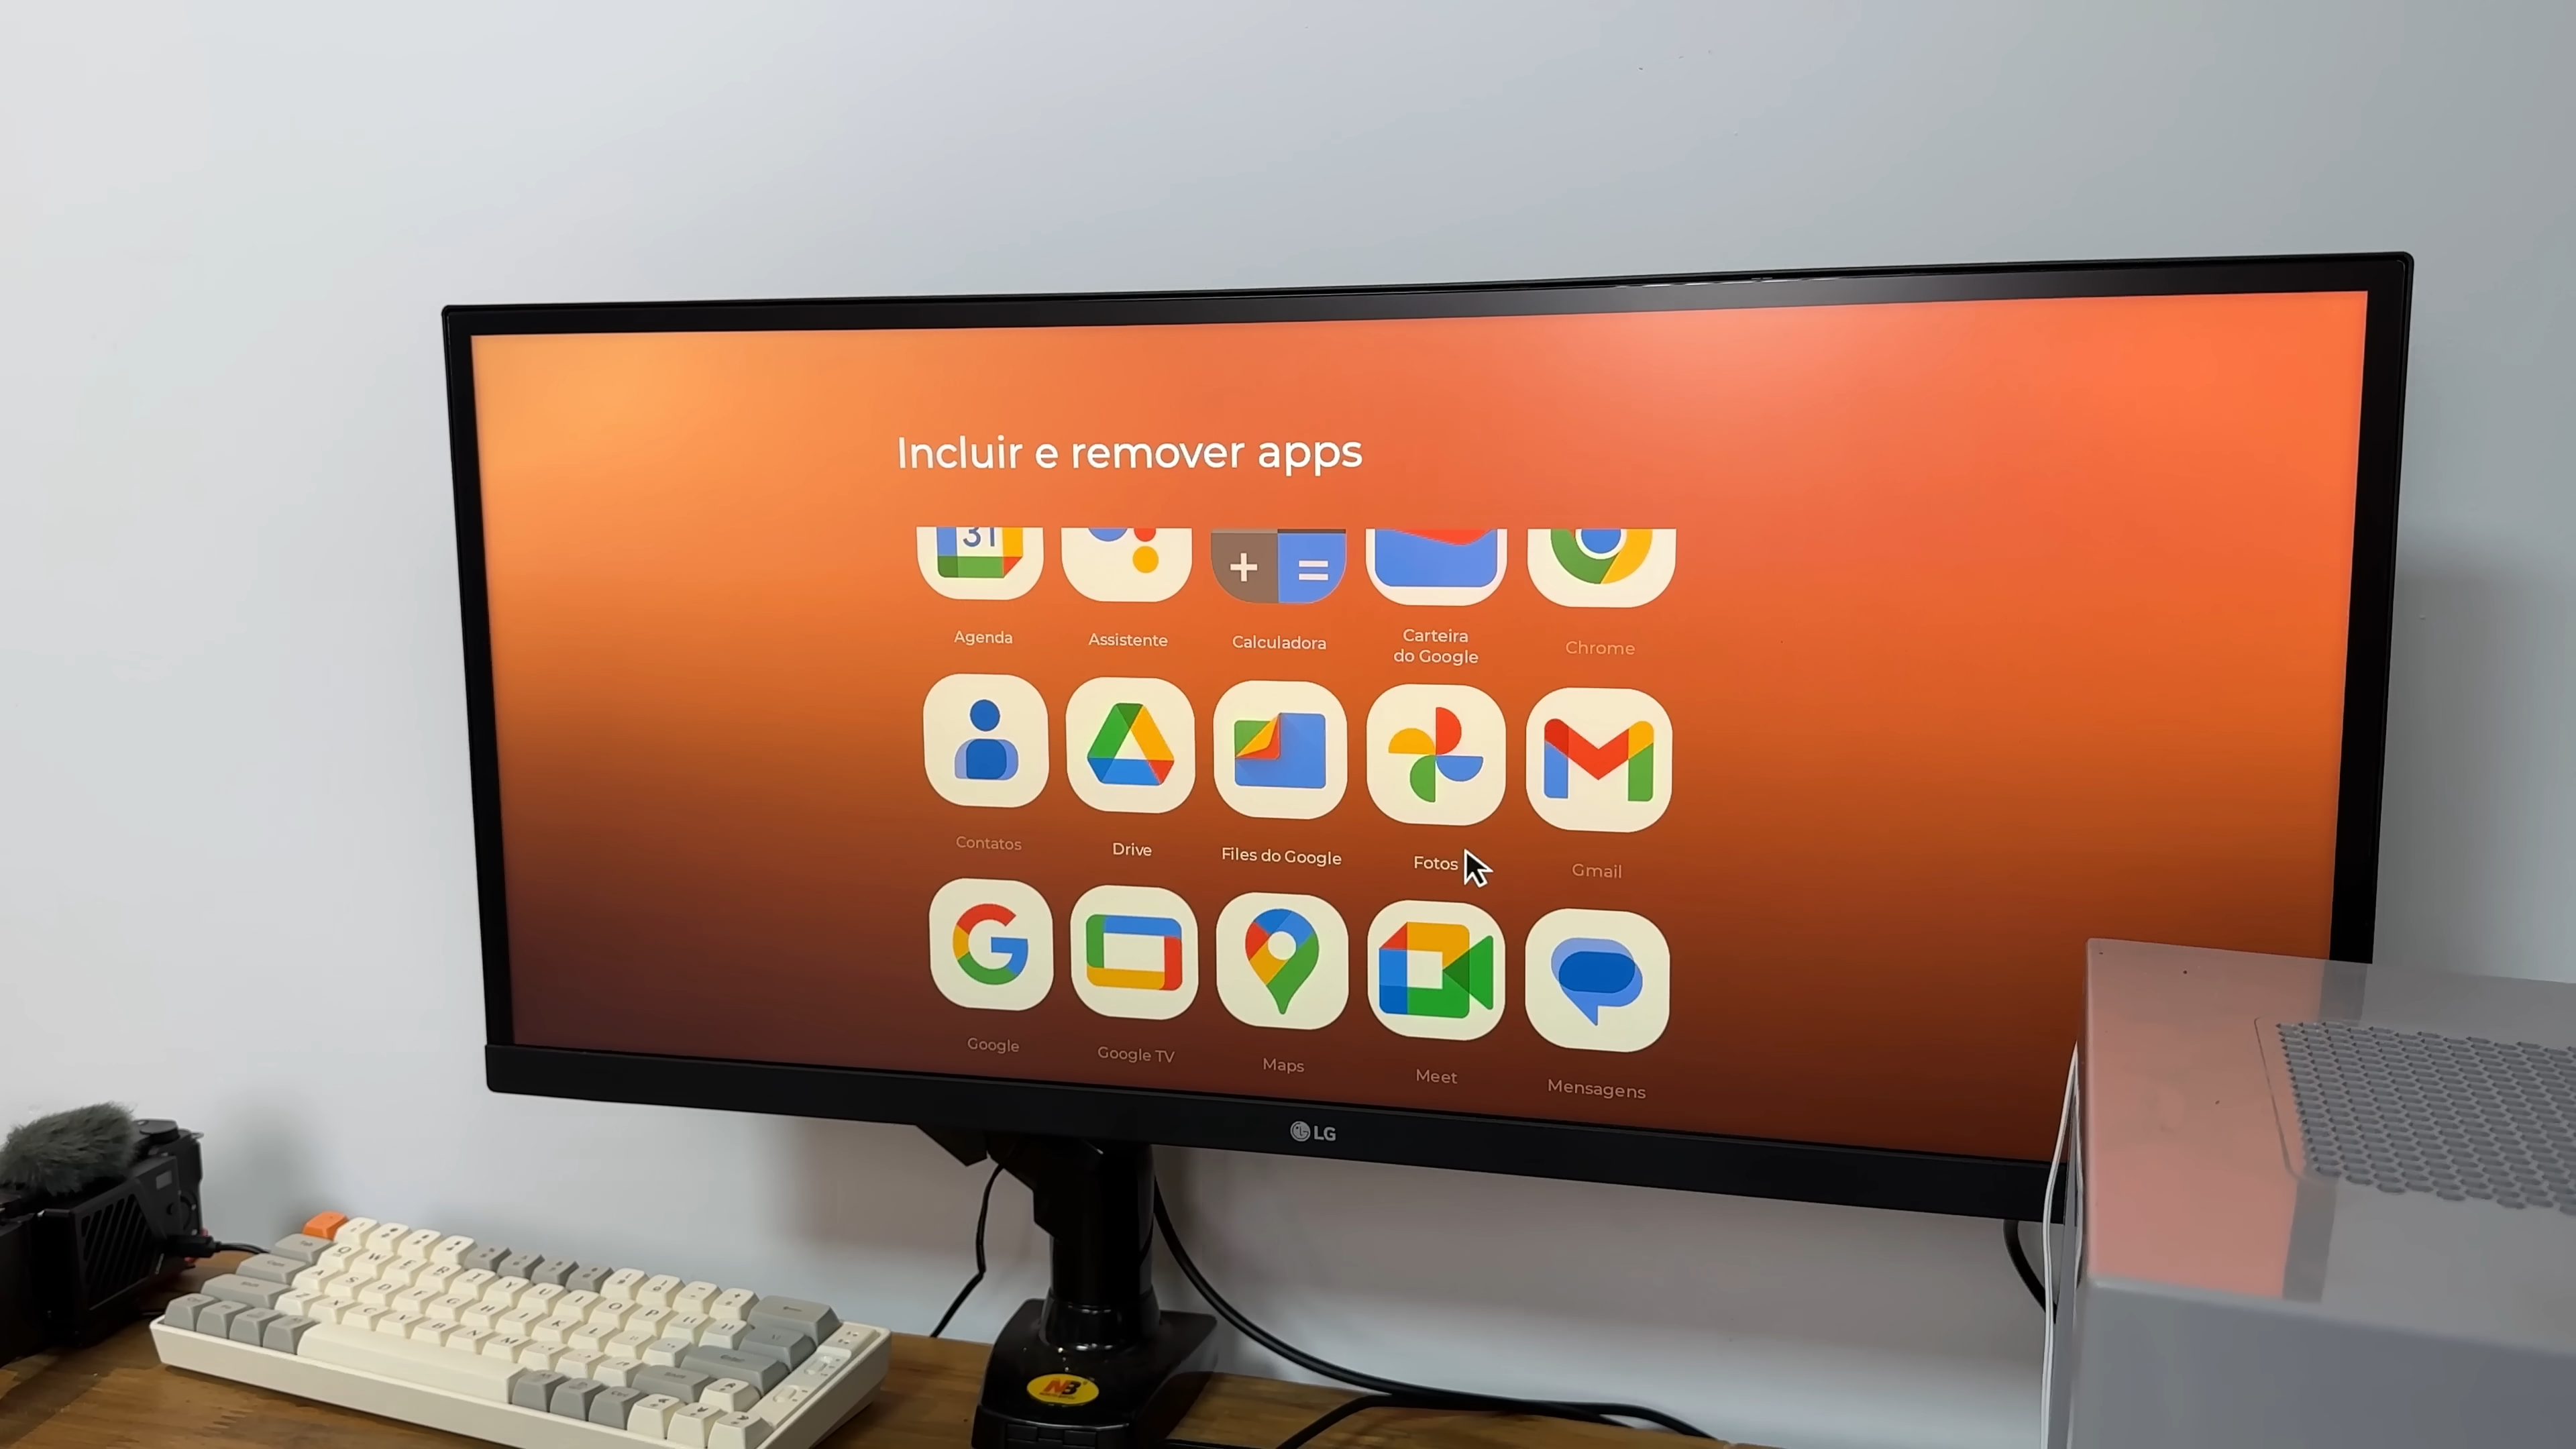 Incluir e remover apps
31
+ =
Agenda
Assistente
Calculadora
Carteira
do Google
Chrome
Contatos
Drive
Files do Google
Fotos
Gmail
Google
Google TV
Maps
Meet
Mensagens
LG
NB